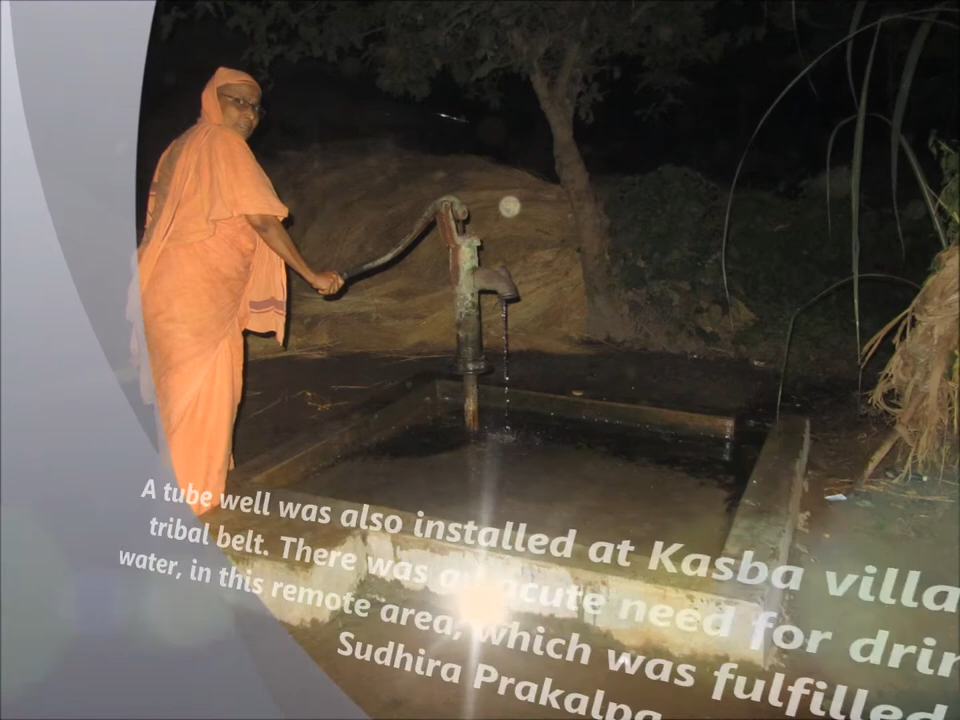 A tube well was also installed at Kasba villa
tribal belt. There was an acute need for drin
water, in this remote area, which was fulfilled
Sudhira Prakalpa